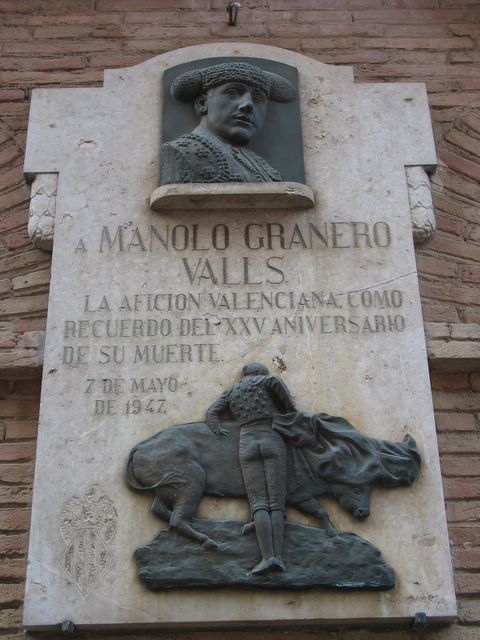 A MANOLO GRANERO
VALLS.
LA AFICION VALENCIANA COMO
RECUERDO DEL XXV ANIVERSARIO
DE SU MUERTE.
7 DE MAYO
DE 1947.